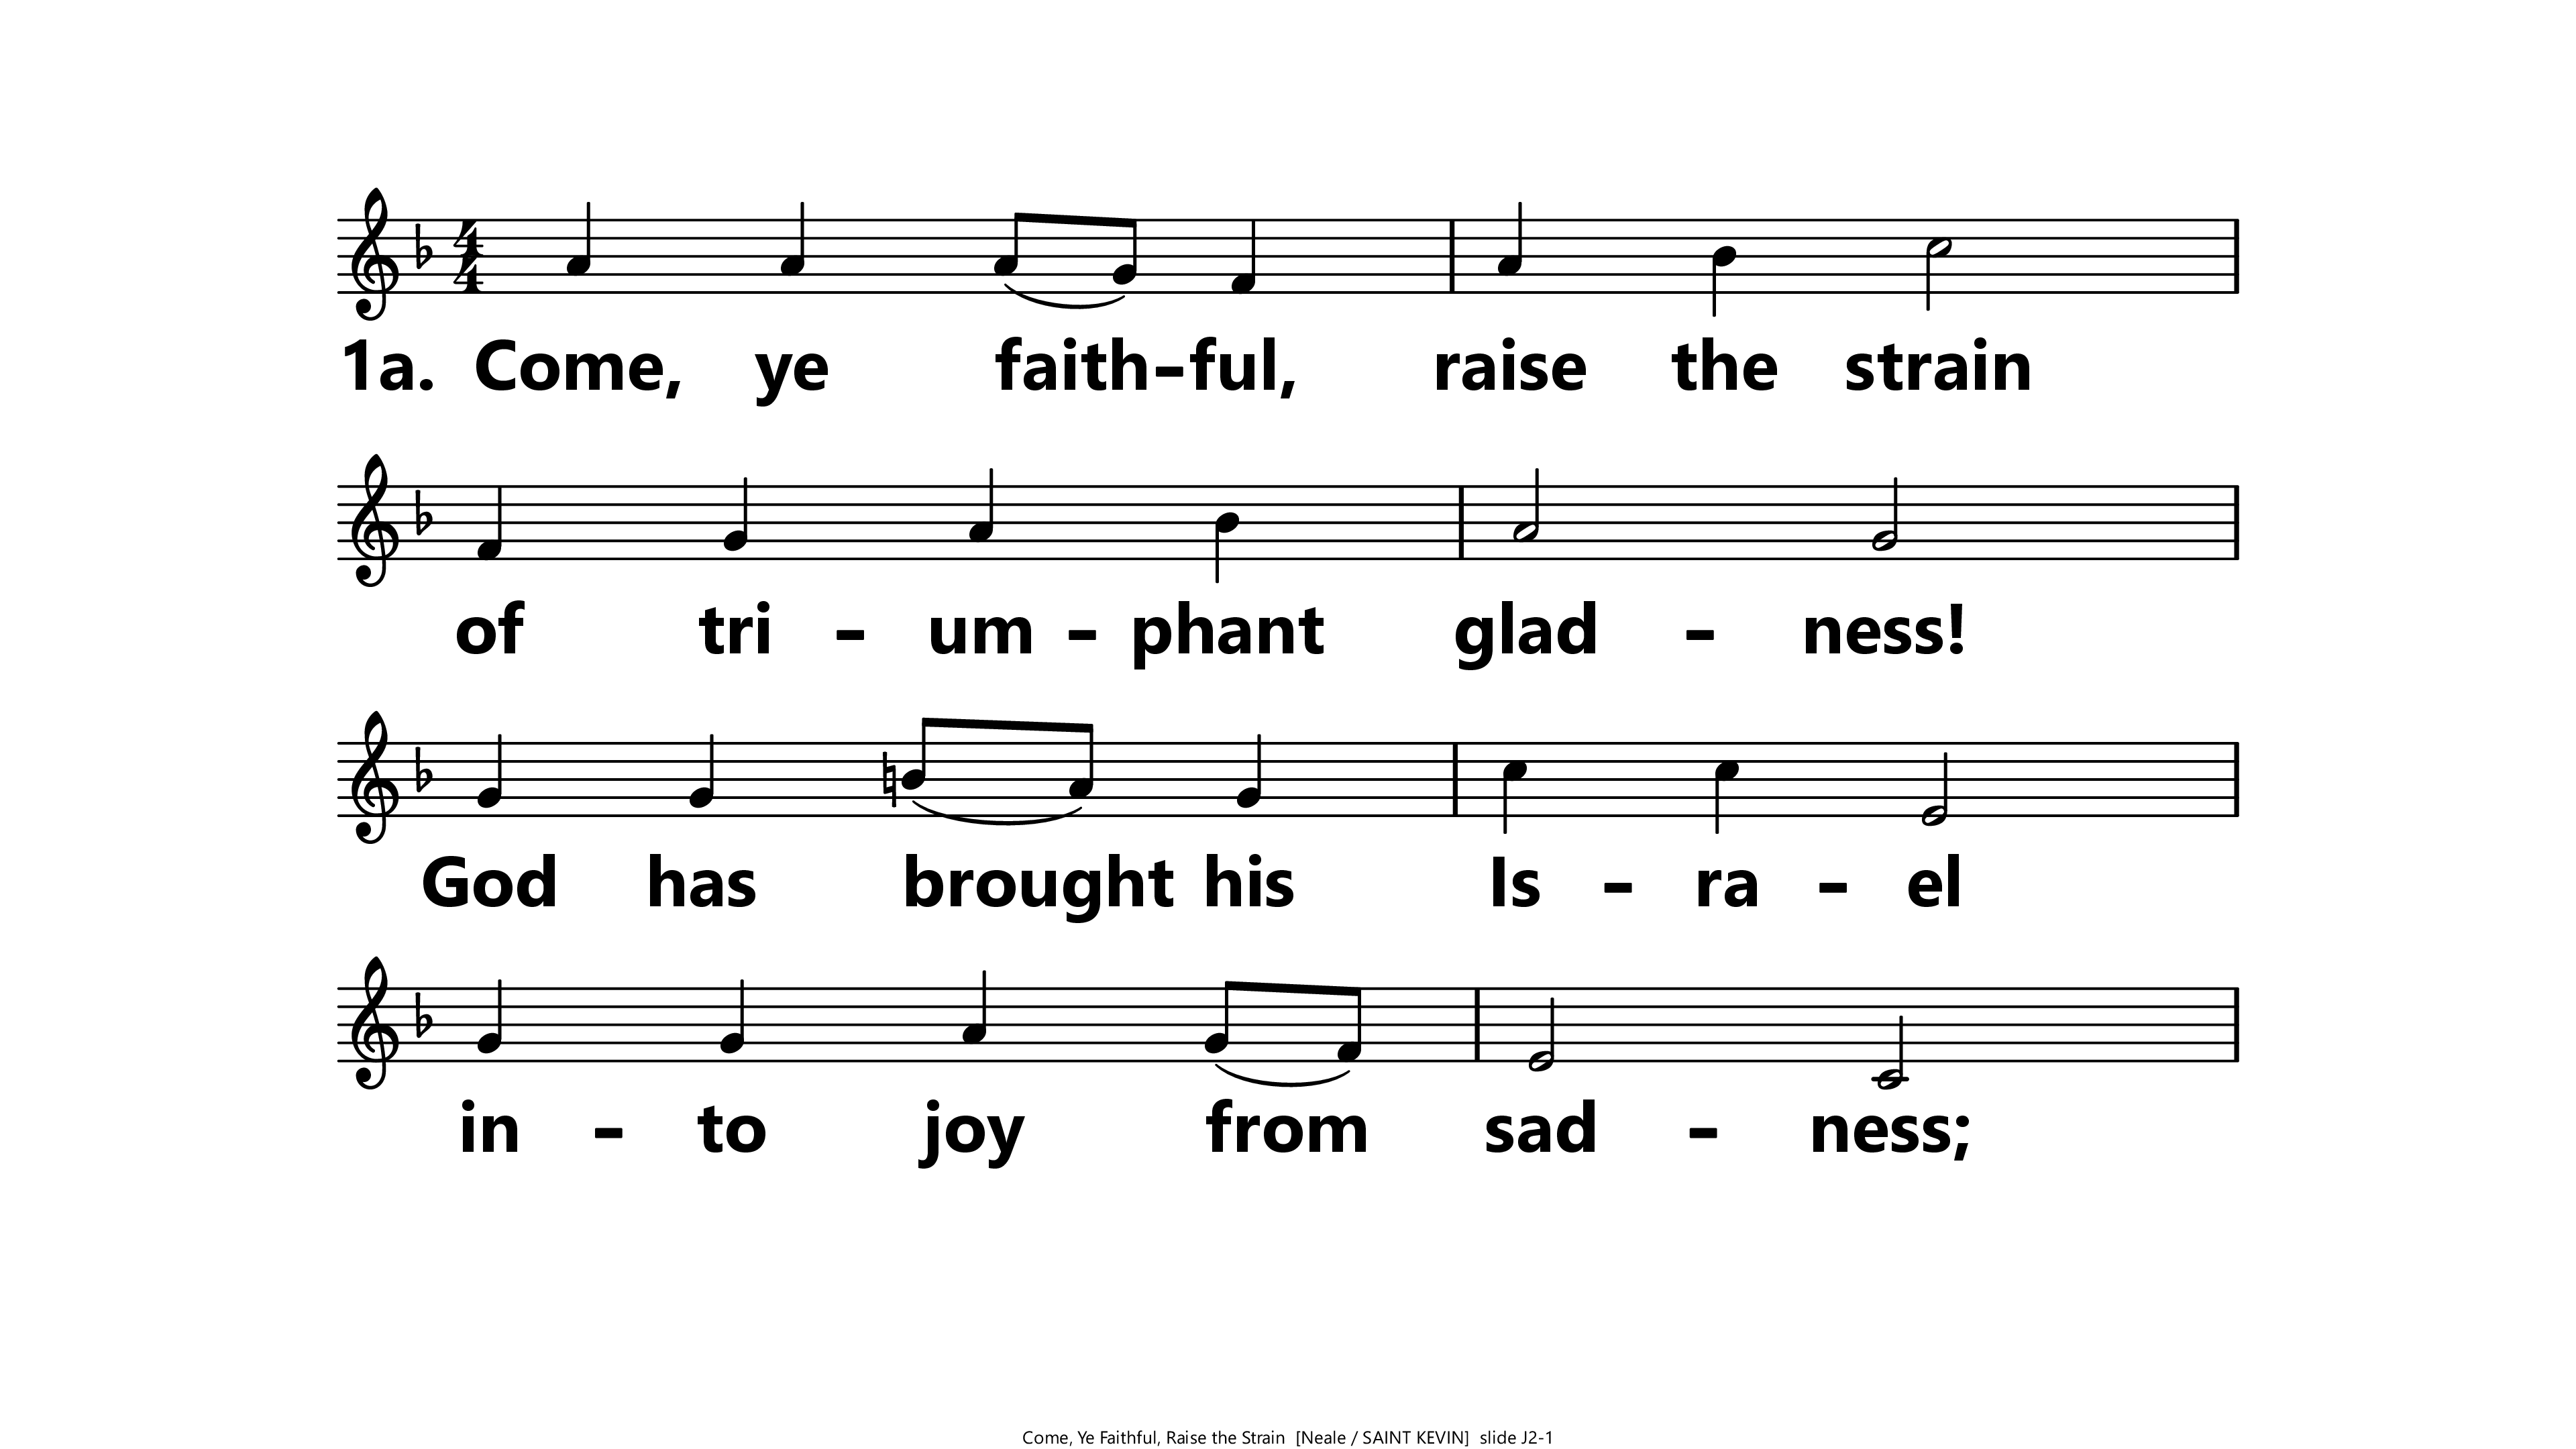 1a. Come, ye faith-ful, raise the strain
of tri - um - phant glad - ness!
God has brought his Is - ra - el
in - to joy from sad - ness;
Come, Ye Faithful, Raise the Strain [Neale / SAINT KEVIN] slide J2-1